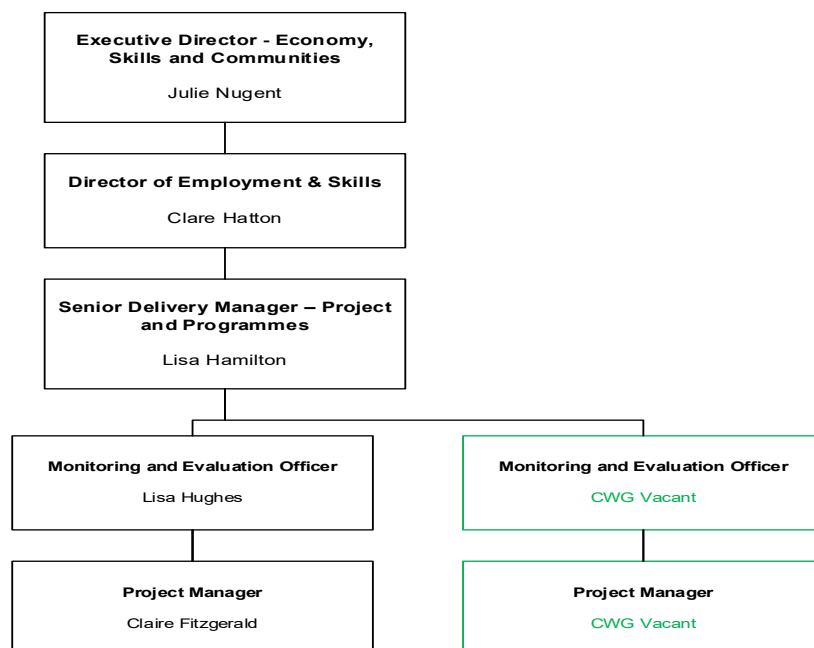 Executive Director - Economy,
Skills and Communities
Julie Nugent
Director of Employment & Skills
Clare Hatton
Senior Delivery Manager – Project
and Programmes
Lisa Hamilton
Monitoring and Evaluation Officer
Lisa Hughes
Monitoring and Evaluation Officer
CWG Vacant
Project Manager
Claire Fitzgerald
Project Manager
CWG Vacant